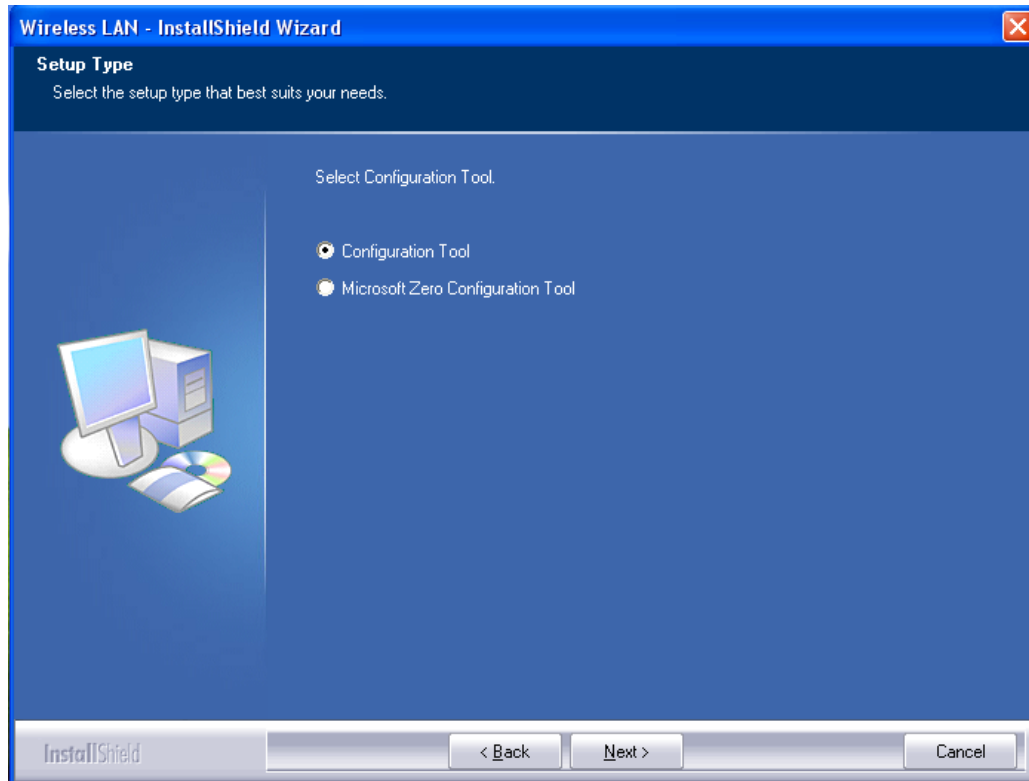 Wireless LAN - InstallShield Wizard
Setup Type
Select the setup type that best suits your needs.
Select Configuration Tool.
Configuration Tool
Microsoft Zero Configuration Tool
InstallShield
< Back
Next >
Cancel